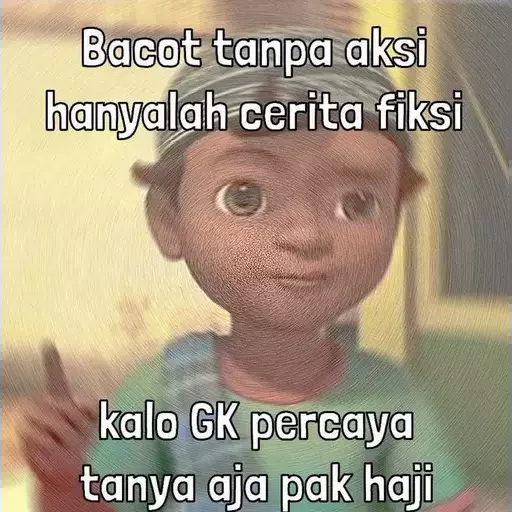 Bacot tanpa aksi
hanyalah cerita fiksi
kalo GK percaya
tanya aja pak haji